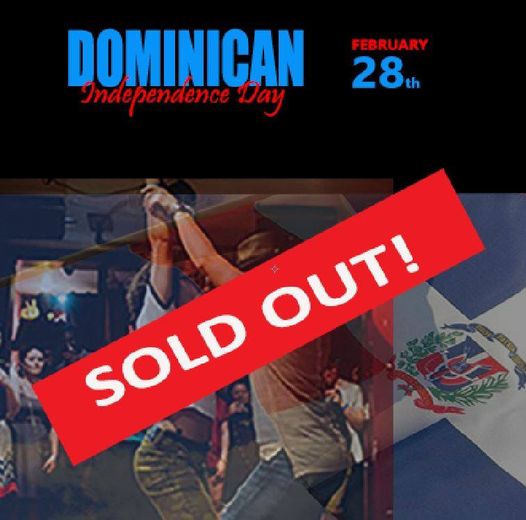 DOMINICAN
Independence Day
FEBRUARY
28th
SOLD OUT!